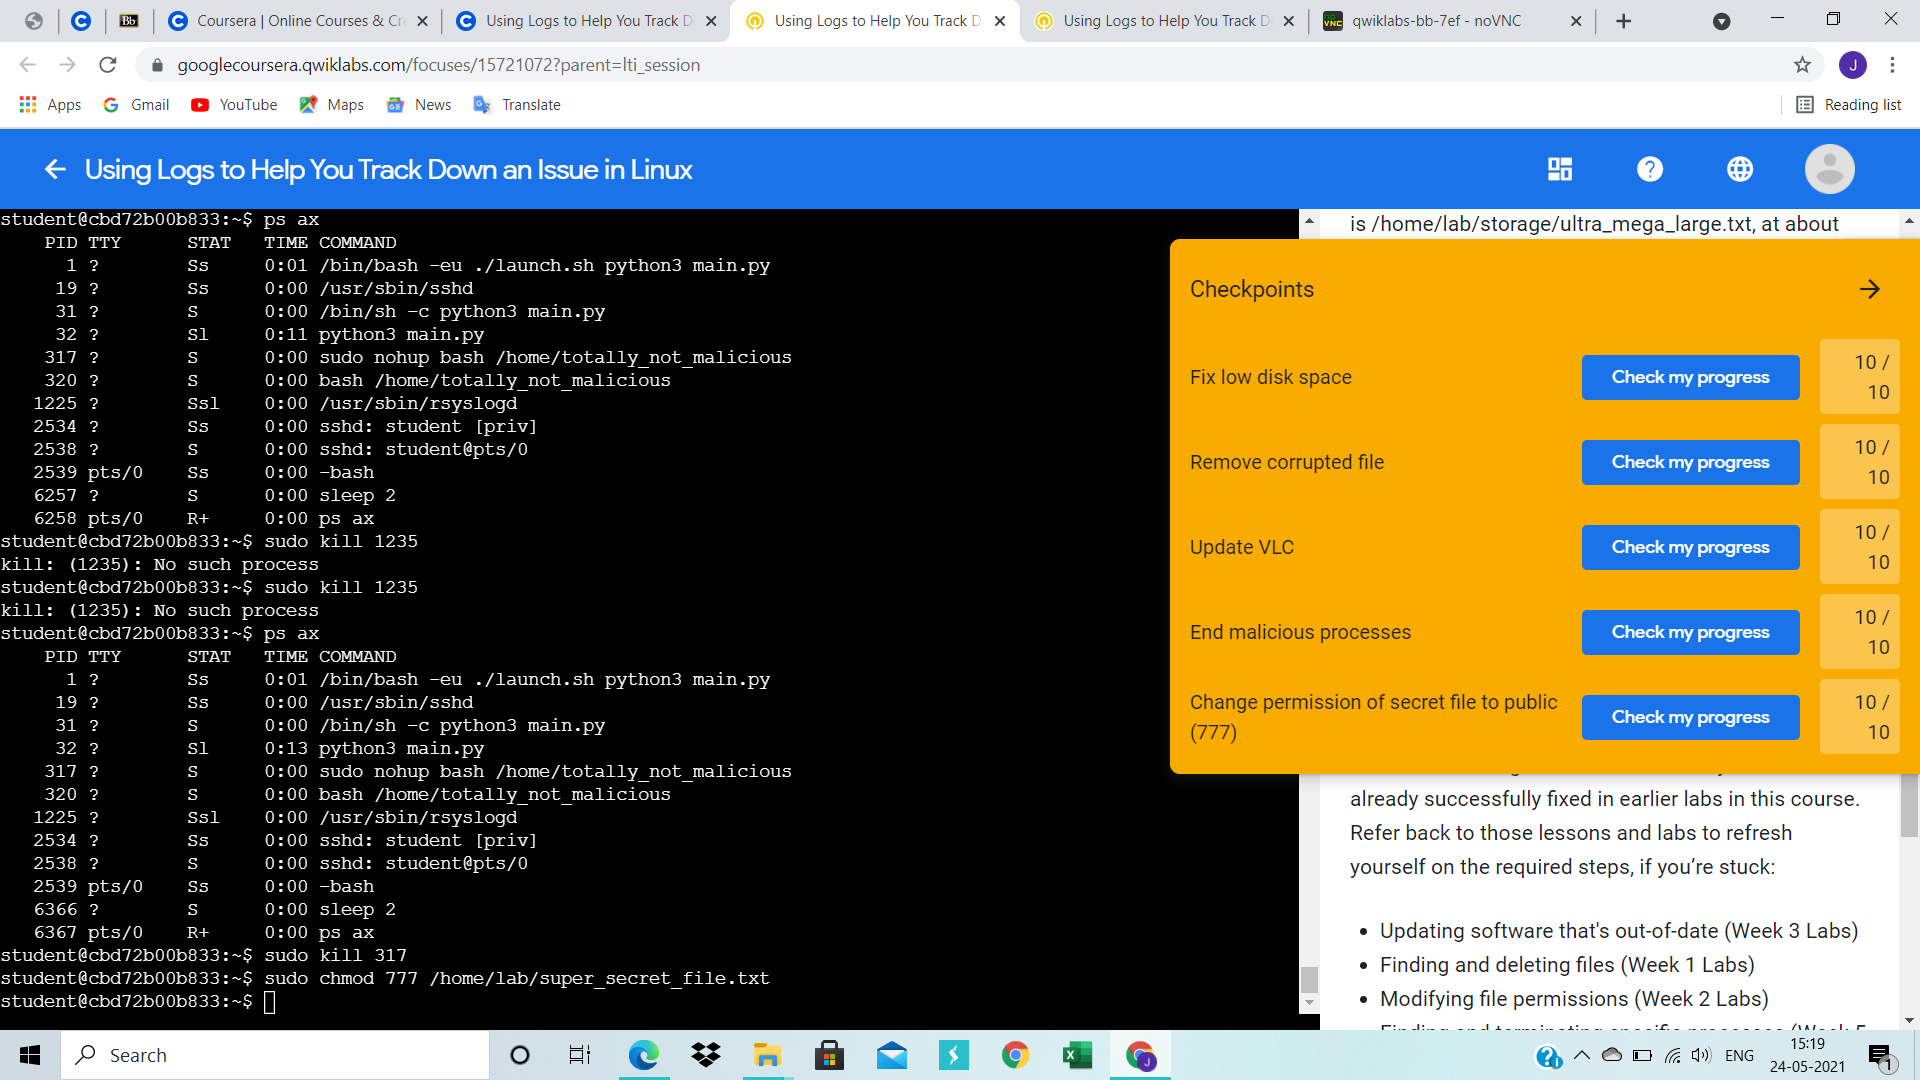 Coursera | Online Courses & Cr
Using Logs to Help You Track D
Using Logs to Help You Track D
Using Logs to Help You Track D
qwiklabs-bb-7ef - noVNC
googlecoursera.qwiklabs.com/focuses/15721072?parent=lti_session
Apps Gmail YouTube Maps News Translate Reading list
Using Logs to Help You Track Down an Issue in Linux
student@cbd72b00b833:~$ ps ax
PID TTY STAT TIME COMMAND
1 ? Ss 0:01 /bin/bash -eu ./launch.sh python3 main.py
19 ? Ss 0:00 /usr/sbin/sshd
31 ? S 0:00 /bin/sh -c python3 main.py
32 ? Sl 0:11 python3 main.py
317 ? S 0:00 sudo nohup bash /home/totally_not_malicious
320 ? S 0:00 bash /home/totally_not_malicious
1225 ? Ssl 0:00 /usr/sbin/rsyslogd
2534 ? Ss 0:00 sshd: student [priv]
2538 ? S 0:00 sshd: student@pts/0
2539 pts/0 Ss 0:00 -bash
6257 ? S 0:00 sleep 2
6258 pts/0 R+ 0:00 ps ax
student@cbd72b00b833:~$ sudo kill 1235
kill: (1235): No such process
student@cbd72b00b833:~$ sudo kill 1235
kill: (1235): No such process
student@cbd72b00b833:~$ ps ax
PID TTY STAT TIME COMMAND
1 ? Ss 0:01 /bin/bash -eu ./launch.sh python3 main.py
19 ? Ss 0:00 /usr/sbin/sshd
31 ? S 0:00 /bin/sh -c python3 main.py
32 ? Sl 0:13 python3 main.py
317 ? S 0:00 sudo nohup bash /home/totally_not_malicious
320 ? S 0:00 bash /home/totally_not_malicious
1225 ? Ssl 0:00 /usr/sbin/rsyslogd
2534 ? Ss 0:00 sshd: student [priv]
2538 ? S 0:00 sshd: student@pts/0
2539 pts/0 Ss 0:00 -bash
6366 ? S 0:00 sleep 2
6367 pts/0 R+ 0:00 ps ax
student@cbd72b00b833:~$ sudo kill 317
student@cbd72b00b833:~$ sudo chmod 777 /home/lab/super_secret_file.txt
student@cbd72b00b833:~$
is /home/lab/storage/ultra_mega_large.txt, at about
Checkpoints
Fix low disk space
Check my progress
10 /
10
Remove corrupted file
Check my progress
10 /
10
Update VLC
Check my progress
10 /
10
End malicious processes
Check my progress
10 /
10
Change permission of secret file to public
(777)
Check my progress
10 /
10
already successfully fixed in earlier labs in this course.
Refer back to those lessons and labs to refresh
yourself on the required steps, if you’re stuck:
• Updating software that's out-of-date (Week 3 Labs)
• Finding and deleting files (Week 1 Labs)
• Modifying file permissions (Week 2 Labs)
• Finding and terminating specific processes (Week 5
Search
ENG
15:19
24-05-2021
1